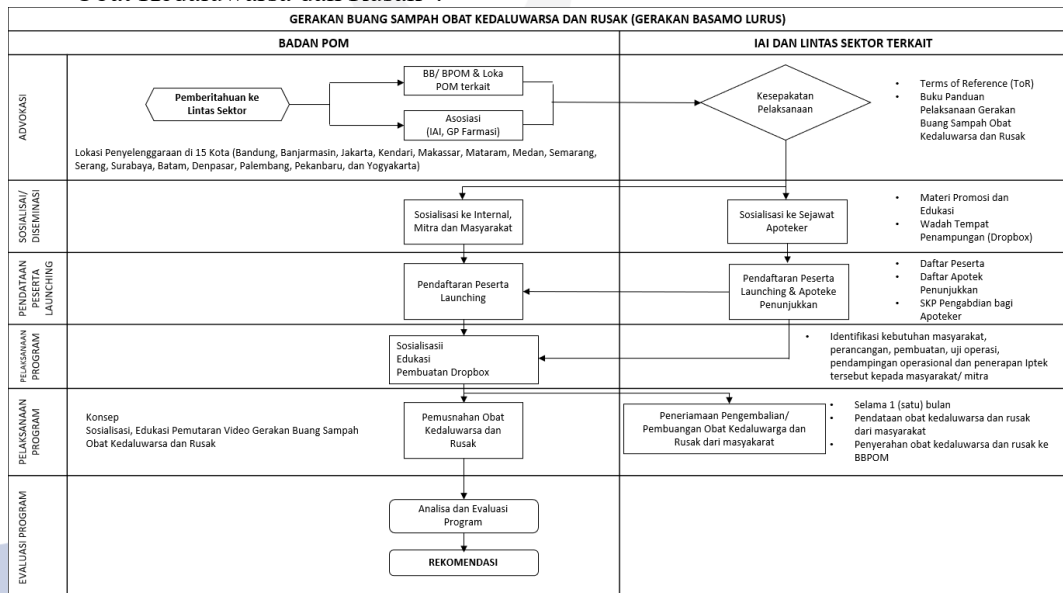 GERAKAN BUANG SAMPAH OBAT KEDALUWARSA DAN RUSAK (GERAKAN BASAMO LURUS)
BADAN POM
IAI DAN LINTAS SEKTOR TERKAIT
ADVOKASI
Pemberitahuan ke
Lintas Sektor
BB/ BPOM & Loka
POM terkait
Asosiasi
(IAI, GP Farmasi)
Lokasi Penyelenggaraan di 15 Kota (Bandung, Banjarmasin, Jakarta, Kendari, Makassar, Mataram, Medan, Semarang,
Serang, Surabaya, Batam, Denpasar, Palembang, Pekanbaru, dan Yogyakarta)
Kesepakatan
Pelaksanaan
• Terms of Reference (ToR)
• Buku Panduan
Pelaksanaan Gerakan
Buang Sampah Obat
Kedaluwarsa dan Rusak
SOSIALISAI/
DISEMINASI
Sosialisasi ke Internal,
Mitra dan Masyarakat
Sosialisasi ke Sejawat
Apoteker
• Materi Promosi dan
Edukasi
• Wadah Tempat
Penampungan (Dropbox)
PENDATAAN
PESERTA
LAUNCHING
Pendaftaran Peserta
Launching
Pendaftaran Peserta
Launching & Apoteke
Penunjukkan
• Daftar Peserta
• Daftar Apotek
Penunjukkan
• SKP Pengabdian bagi
Apoteker
PELAKSANAAN
PROGRAM
Sosialisasii
Edukasi
Pembuatan Dropbox
• Identifikasi kebutuhan masyarakat,
perancangan, pembuatan, uji operasi,
pendampingan operasional dan penerapan Iptek
tersebut kepada masyarakat/ mitra
PELAKSANAAN
PROGRAM
Konsep
Sosialisasi, Edukasi Pemutaran Video Gerakan Buang Sampah
Obat Kedaluwarsa dan Rusak
Pemusnahan Obat
Kedaluwarsa dan
Rusak
Peneriamaan Pengembalian/
Pembuangan Obat Kedaluwarga dan
Rusak dari masyakarat
• Selama 1 (satu) bulan
• Pendataan obat kedaluwarsa dan rusak
dari masyarakat
• Penyerahan obat kedaluwarsa dan rusak ke
BBPOM
EVALUASI PROGRAM
Analisa dan Evaluasi
Program
REKOMENDASI